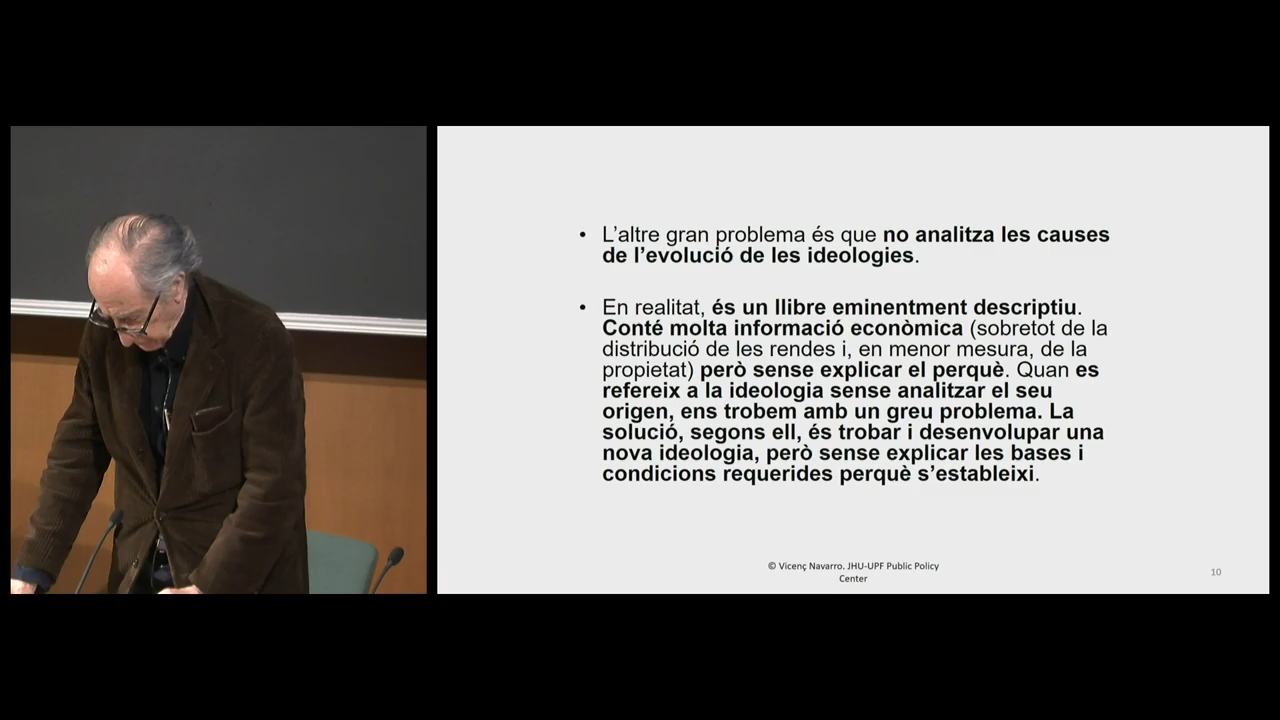 • L’altre gran problema és que no analitza les causes
de l’evolució de les ideologies.
• En realitat, és un llibre eminentment descriptiu.
Conté molta informació econòmica (sobretot de la
distribució de les rendes i, en menor mesura, de la
propietat) però sense explicar el perquè. Quan es
refereix a la ideologia sense analitzar el seu
origen, ens trobem amb un greu problema. La
solució, segons ell, és trobar i desenvolupar una
nova ideologia, però sense explicar les bases i
condicions requerides perquè s’estableixi.
© Vicenç Navarro. JHU-UPF Public Policy
Center
10